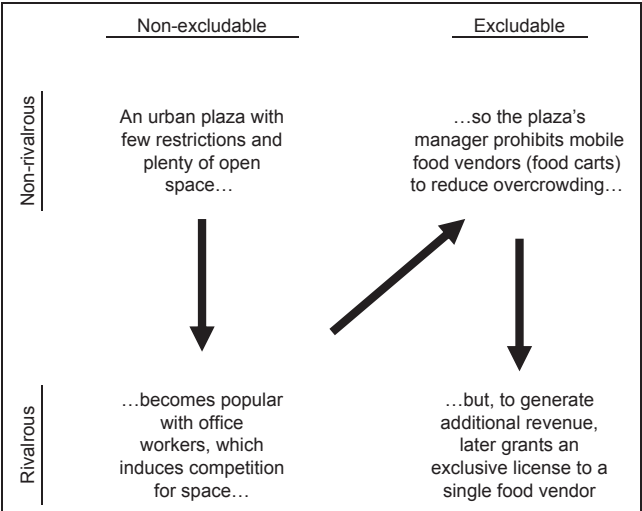 Non-excludable
Excludable
Non-rivalrous
An urban plaza with
few restrictions and
plenty of open
space…
…so the plaza’s
manager prohibits mobile
food vendors (food carts)
to reduce overcrowding…
Rivalrous
…becomes popular
with office
workers, which
induces competition
for space…
…but, to generate
additional revenue,
later grants an
exclusive license to a
single food vendor